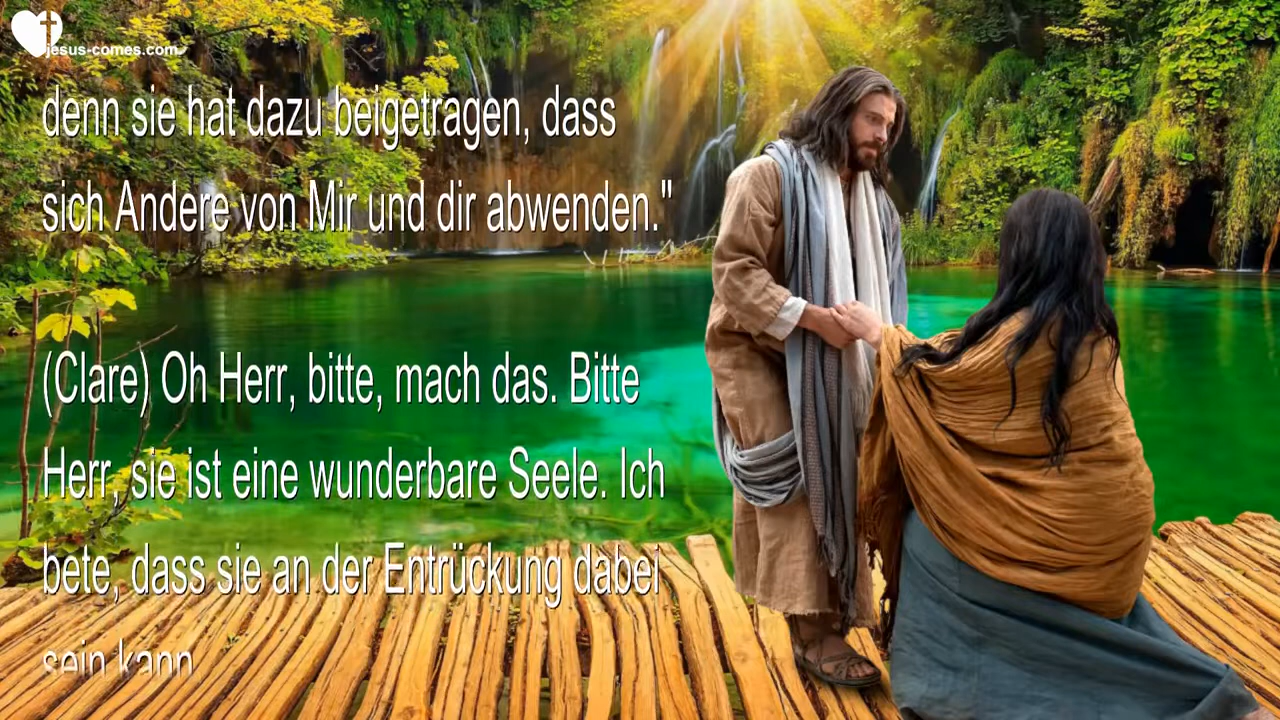 jesus-comes.com
denn sie hat dazu beigetragen, dass
sich Andere von Mir und dir abwenden."
(Clare) Oh Herr, bitte, mach das. Bitte
Herr, sie ist eine wunderbare Seele. Ich
bete, dass sie an der Entrückung dabei
sein kann